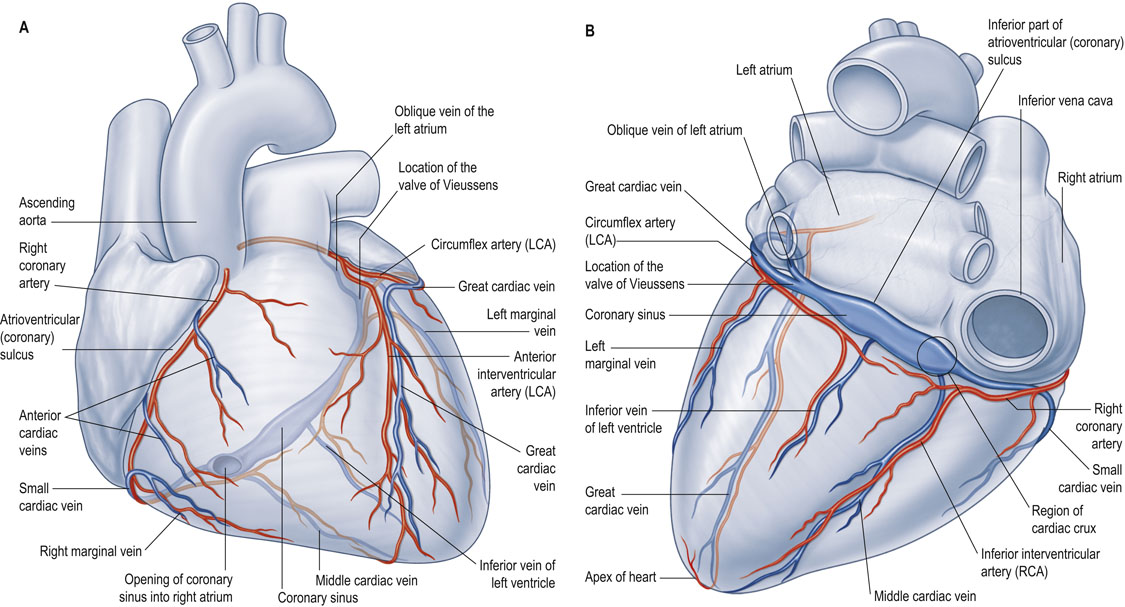 A
Oblique vein of the
left atrium
Location of the
valve of Vieussens
Ascending
aorta
Right
coronary
artery
Circumflex artery (LCA)
Great cardiac vein
Left marginal
vein
Atrioventricular
(coronary)
sulcus
Anterior
interventricular
artery (LCA)
Anterior
cardiac
veins
Great
cardiac
vein
Small
cardiac vein
Right marginal vein
Opening of coronary
sinus into right atrium
Coronary sinus
Middle cardiac vein
Inferior vein of
left ventricle
B
Inferior part of
atrioventricular (coronary)
sulcus
Left atrium
Inferior vena cava
Oblique vein of left atrium
Right atrium
Great cardiac vein
Circumflex artery
(LCA)
Location of the
valve of Vieussens
Coronary sinus
Left
marginal vein
Inferior vein
of left ventricle
Right
coronary
artery
Small
cardiac vein
Great
cardiac vein
Region of
cardiac crux
Inferior interventricular
artery (RCA)
Apex of heart
Middle cardiac vein